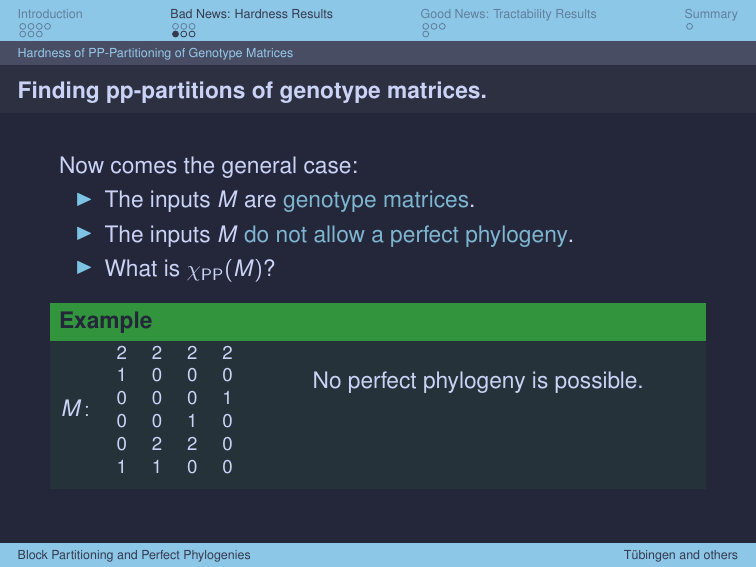 Introduction
Bad News: Hardness Results
Good News: Tractability Results
Summary
Hardness of PP-Partitioning of Genotype Matrices
Finding pp-partitions of genotype matrices.
Now comes the general case:
The inputs M are genotype matrices.
The inputs M do not allow a perfect phylogeny.
What is χPP(M)?
Example
M:
2 2 2 2
1 0 0 0
0 0 0 1
0 0 1 0
0 2 2 0
1 1 0 0
No perfect phylogeny is possible.
Block Partitioning and Perfect Phylogenies
Tübingen and others